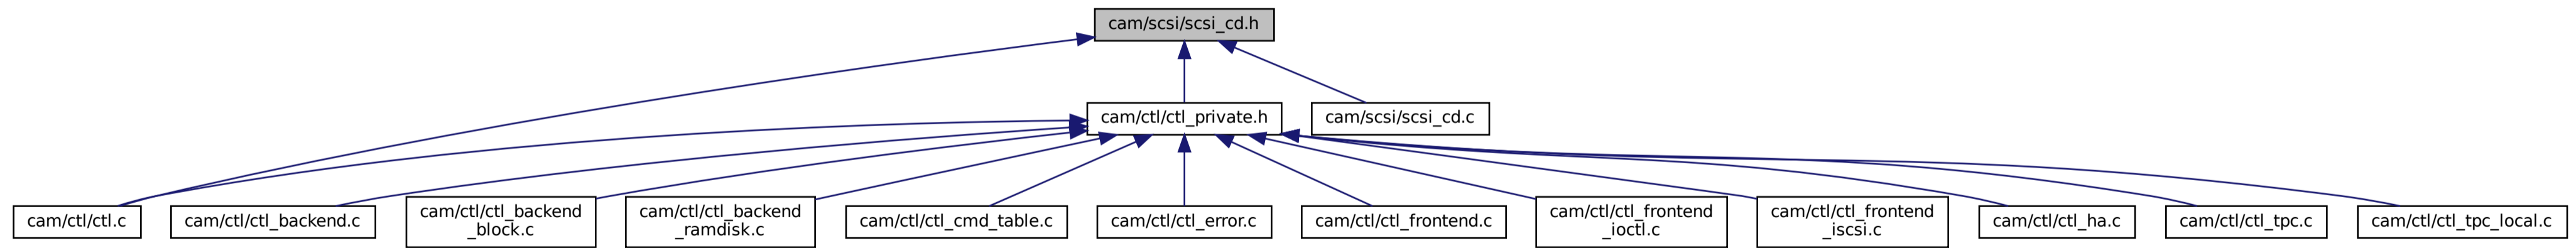 cam/scsi/scsi_cd.h
cam/ctl/ctl_private.h
cam/scsi/scsi_cd.c
cam/ctl/ctl.c
cam/ctl/ctl_backend.c
cam/ctl/ctl_backend
_block.c
cam/ctl/ctl_backend
_ramdisk.c
cam/ctl/ctl_cmd_table.c
cam/ctl/ctl_error.c
cam/ctl/ctl_frontend.c
cam/ctl/ctl_frontend
_ioctl.c
cam/ctl/ctl_frontend
_iscsi.c
cam/ctl/ctl_ha.c
cam/ctl/ctl_tpc.c
cam/ctl/ctl_tpc_local.c